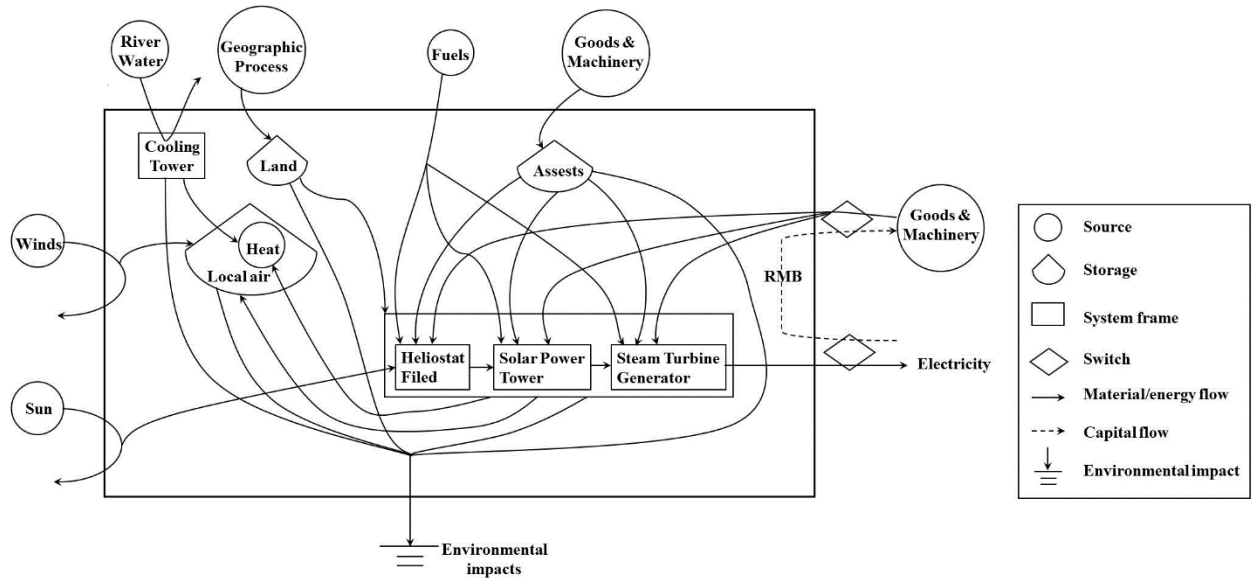 River
Water
Geographic
Process
Fuels
Goods &
Machinery
Cooling
Tower
Land
Assests
Winds
Heat
Local air
Goods &
Machinery
RMB
Heliostat
Filed
Solar Power
Tower
Steam Turbine
Generator
Electricity
Sun
Environmental
impacts
Source
Storage
System frame
Switch
Material/energy flow
Capital flow
Environmental impact